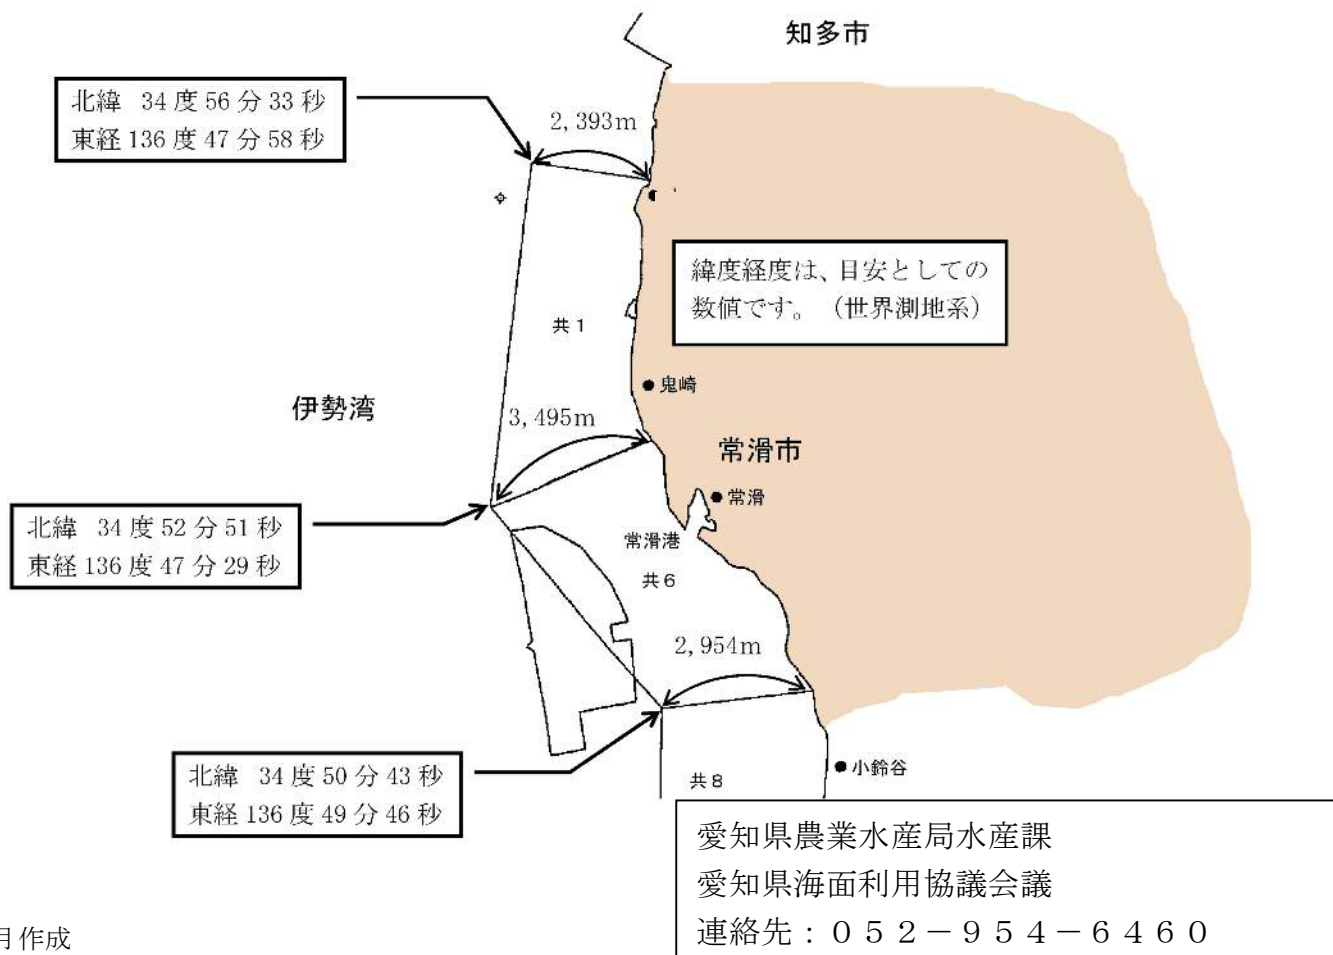 知多市
北緯 34度56分33秒
東経136度47分58秒
2,393m
緯度経度は、目安としての
数値です。（世界測地系）
共1
鬼崎
伊勢湾
3,495m
常滑市
常滑
北緯 34度52分51秒
東経136度47分29秒
常滑港
共6
2,954m
北緯 34度50分43秒
東経136度49分46秒
小鈴谷
共8
愛知県農業水産局水産課
愛知県海面利用協議会議
連絡先：０５２－９５４－６４６０
月作成